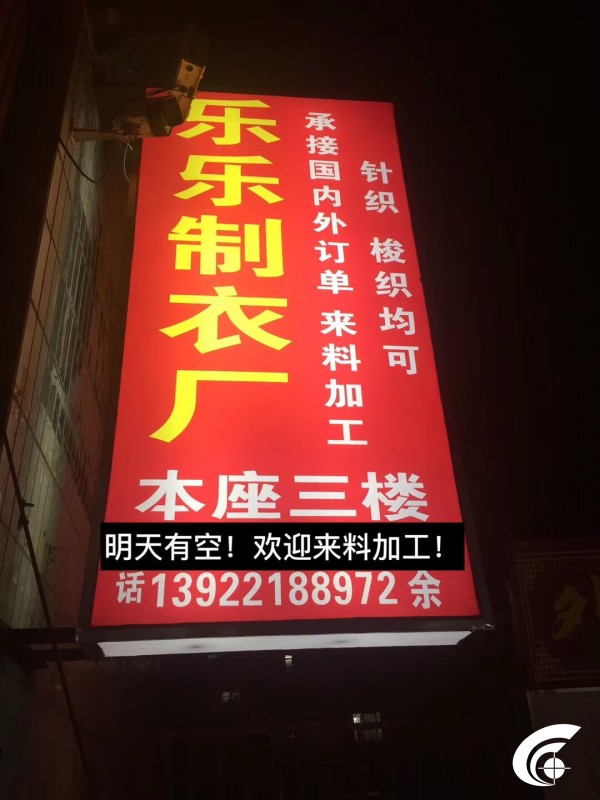 乐乐制衣厂
承接国内外订单 来料加工
针织 梭织均可
本座三楼
明天有空！欢迎来料加工！
话13922188972 余